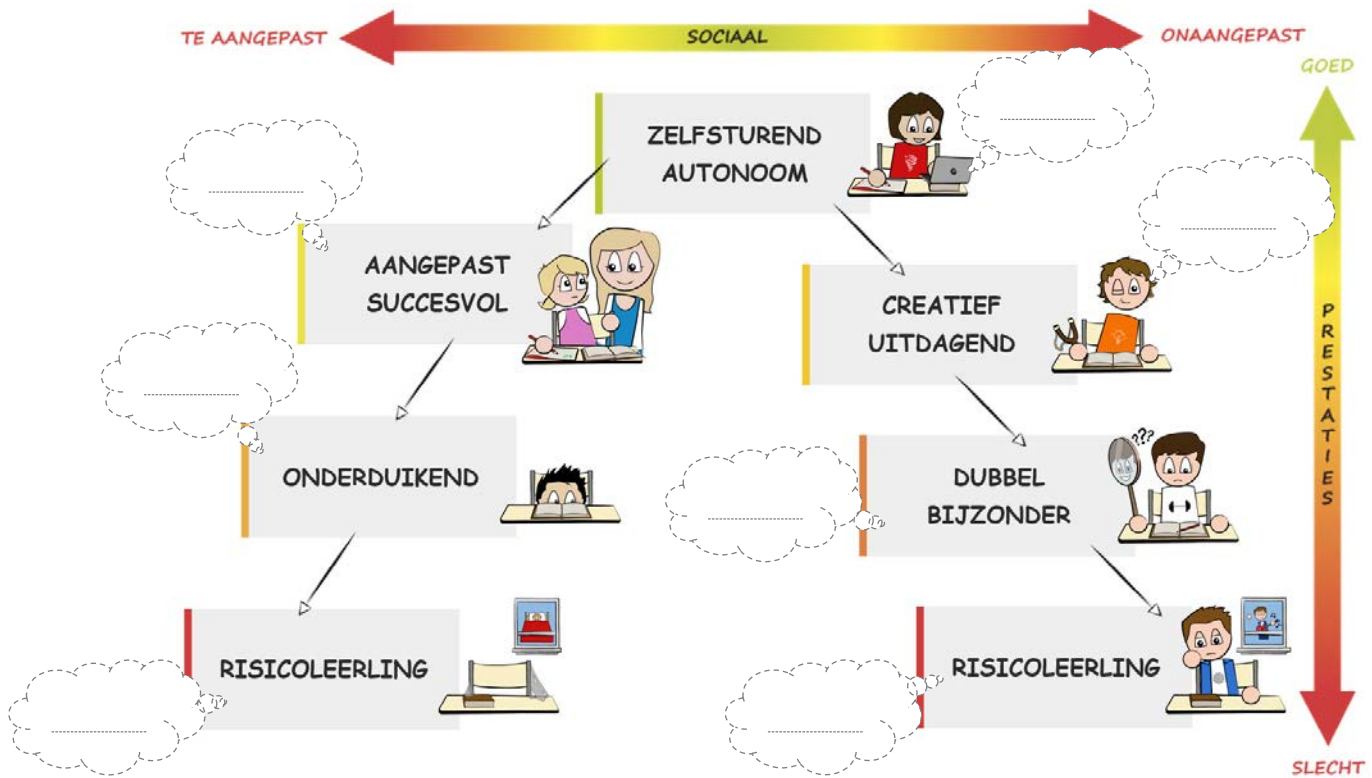 TE AANGEPAST
SOCIAAL
ONAANGEPAST
GOED
ZELFSTUREND
AUTONOOM
AANGEPAST
SUCCESVOL
CREATIEF
UITDAGEND
PRESTATIES
ONDERDUIKEND
???
DUBBEL
BIJZONDER
RISICOLEERLING
RISICOLEERLING
SLECHT